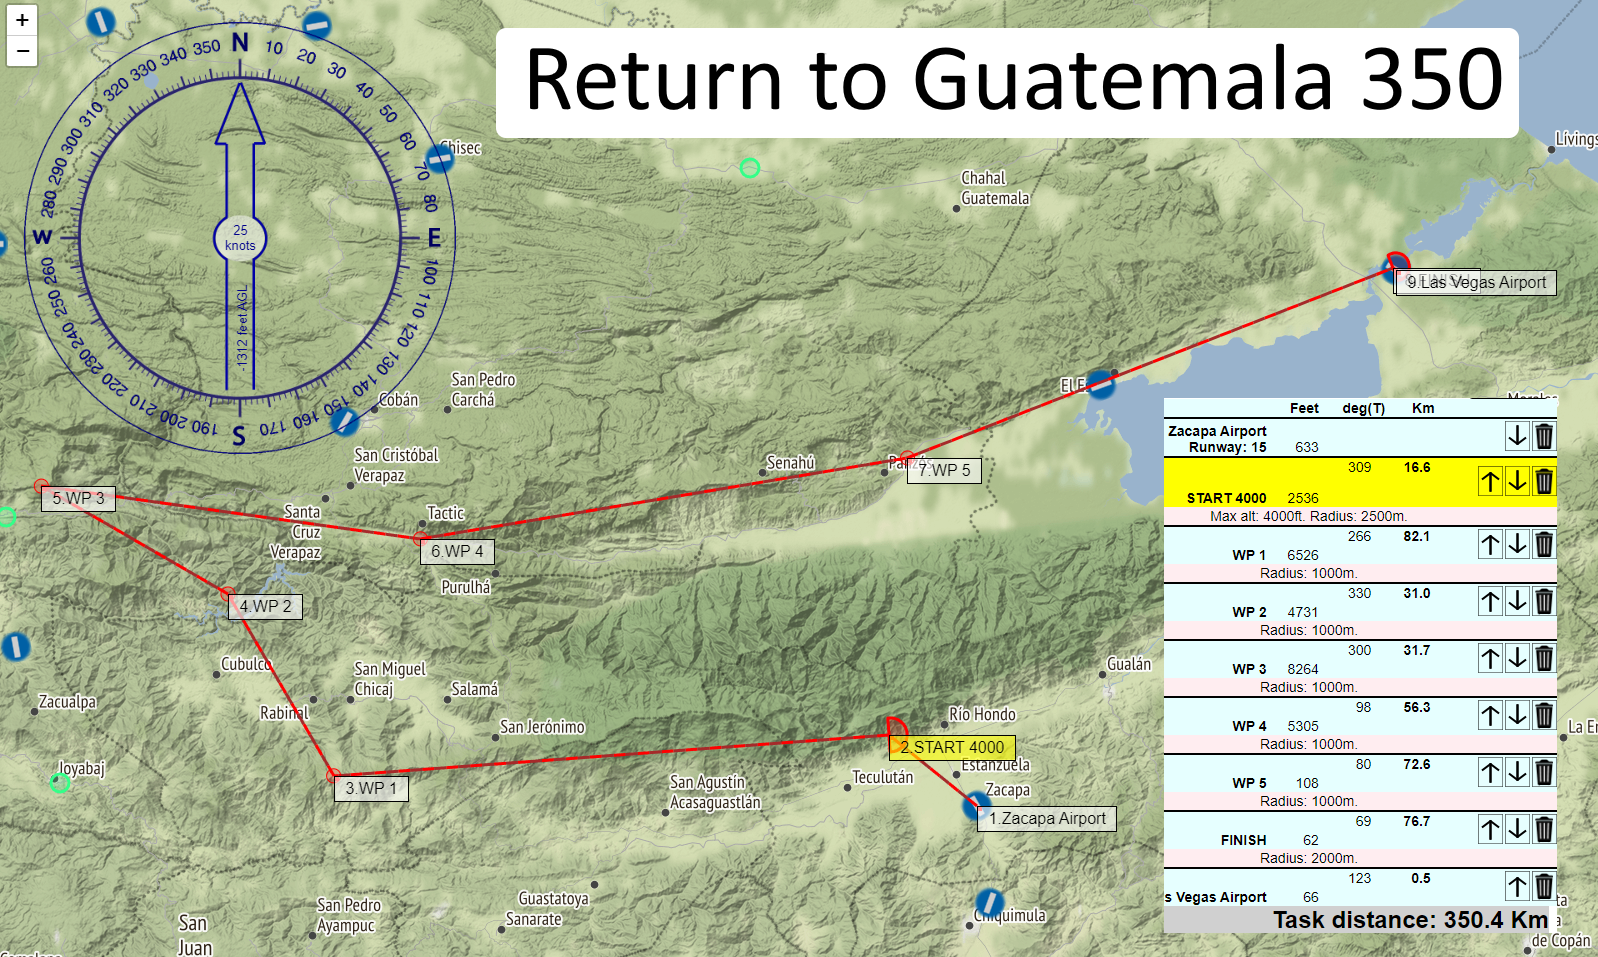 +
−
Return to Guatemala 350
N
10
20
30
40
50
60
70
80
E
100
110
120
130
140
150
160
170
S
190
200
210
220
230
240
250
260
W
280
290
300
310
320
330
340
350
25
knots
-1312 feet AGL
Chisec
Chahal
Guatemala
Lívings
9.Las Vegas Airport
San Pedro
Carchá
Cobán
San Cristóbal
Verapaz
Senahú
7.WP 5
5.WP 3
Santa
Cruz
Verapaz
Tactic
6.WP 4
Purulhá
4.WP 2
Cubulco
San Miguel
Chicaj
Salamá
Rabinal
San Jerónimo
Zacualpa
Joyabaj
3.WP 1
Gualán
Río Hondo
2.START 4000
Estanzuela
Teculután
Zacapa
1.Zacapa Airport
San Agustín
Acasaguastlán
Guastatoya
Sanarate
San Pedro
Ayampuc
San
Juan
Chiquimula
La En
de Copán
Feet deg(T) Km
Zacapa Airport
Runway: 15 633
309 16.6
START 4000 2536
Max alt: 4000ft. Radius: 2500m.
266 82.1
WP 1 6526
Radius: 1000m.
330 31.0
WP 2 4731
Radius: 1000m.
300 31.7
WP 3 8264
Radius: 1000m.
98 56.3
WP 4 5305
Radius: 1000m.
80 72.6
WP 5 108
Radius: 1000m.
69 76.7
FINISH 62
Radius: 2000m.
123 0.5
s Vegas Airport 66
Task distance: 350.4 Km